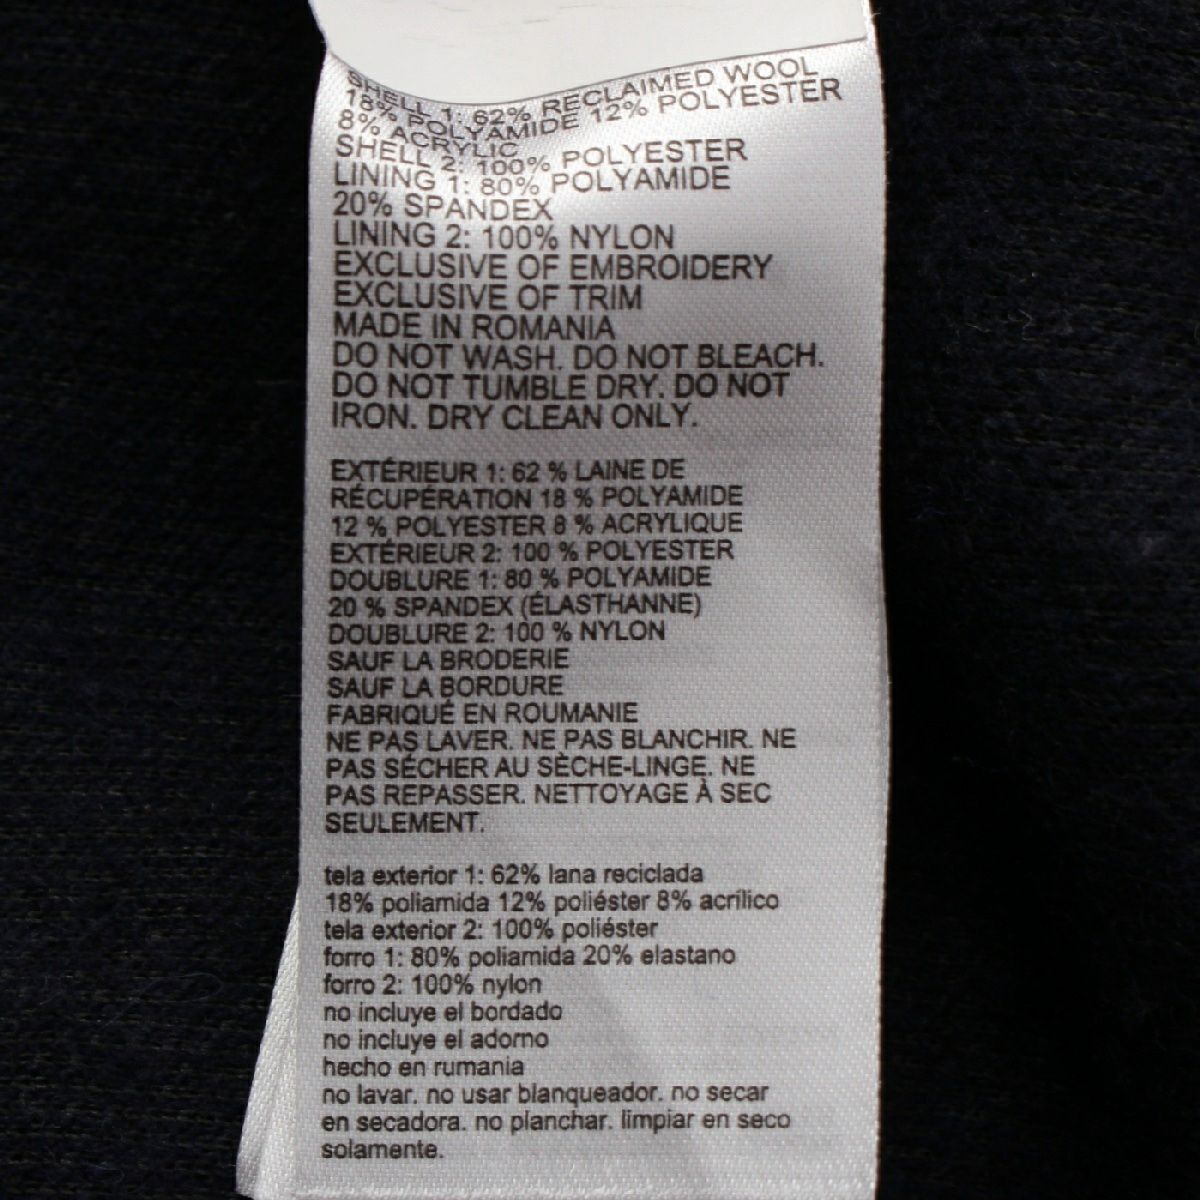 SHELL 1: 62% RECLAIMED WOOL
18% POLYAMIDE 12% POLYESTER
8% ACRYLIC
SHELL 2: 100% POLYESTER
LINING 1: 80% POLYAMIDE
20% SPANDEX
LINING 2: 100% NYLON
EXCLUSIVE OF EMBROIDERY
EXCLUSIVE OF TRIM
MADE IN ROMANIA
DO NOT WASH. DO NOT BLEACH.
DO NOT TUMBLE DRY. DO NOT
IRON. DRY CLEAN ONLY.
EXTÉRIEUR 1: 62 % LAINE DE
RÉCUPÉRATION 18 % POLYAMIDE
12 % POLYESTER 8 % ACRYLIQUE
EXTÉRIEUR 2: 100 % POLYESTER
DOUBLURE 1: 80 % POLYAMIDE
20 % SPANDEX (ÉLASTHANNE)
DOUBLURE 2: 100 % NYLON
SAUF LA BRODERIE
SAUF LA BORDURE
FABRIQUÉ EN ROUMANIE
NE PAS LAVER. NE PAS BLANCHIR. NE
PAS SÉCHER AU SÈCHE-LINGE. NE
PAS REPASSER. NETTOYAGE À SEC
SEULEMENT.
tela exterior 1: 62% lana reciclada
18% poliamida 12% poliéster 8% acrílico
tela exterior 2: 100% poliéster
forro 1: 80% poliamida 20% elastano
forro 2: 100% nylon
no incluye el bordado
no incluye el adorno
hecho en rumania
no lavar. no usar blanqueador. no secar
en secadora. no planchar. limpiar en seco
solamente.